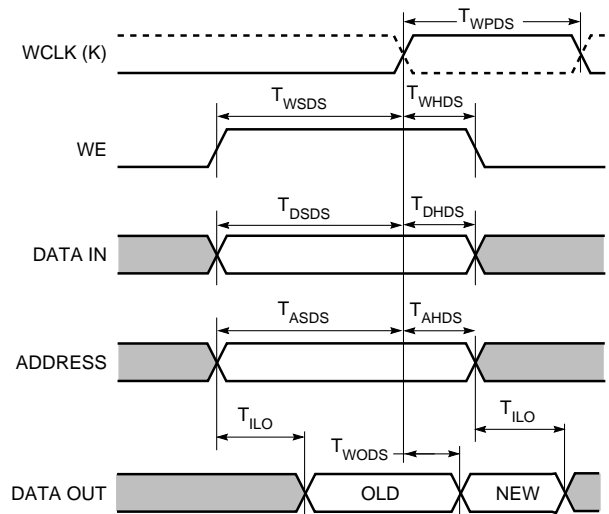 T_WPDS
WCLK (K)
T_WSDS T_WHDS
WE
T_DSDS T_DHDS
DATA IN
T_ASDS T_AHDS
ADDRESS
T_ILO T_ILO
T_WODS
DATA OUT OLD NEW